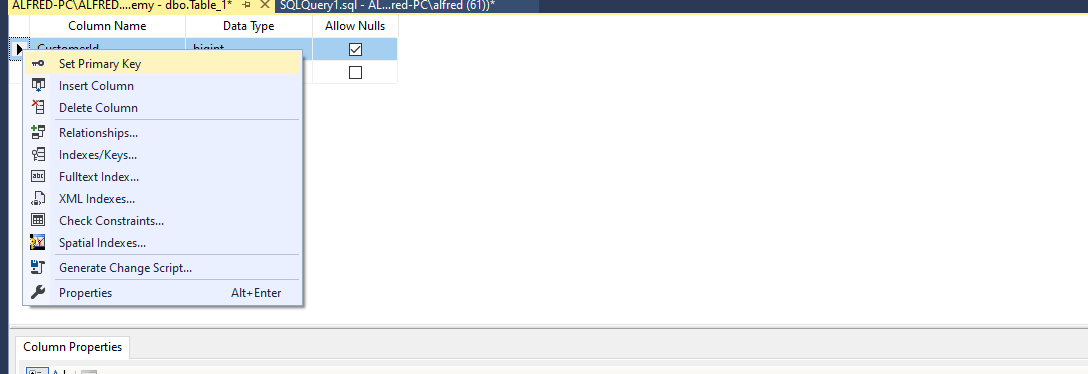 ALFRED-PC\ALFRED....emy - dbo.Table_1* SQLQuery1.sql - AL...red-PC\alfred (61))*
Column Name Data Type Allow Nulls
CustomerId bigint
Set Primary Key
Insert Column
Delete Column
Relationships...
Indexes/Keys...
Fulltext Index...
XML Indexes...
Check Constraints...
Spatial Indexes...
Generate Change Script...
Properties Alt+Enter
Column Properties